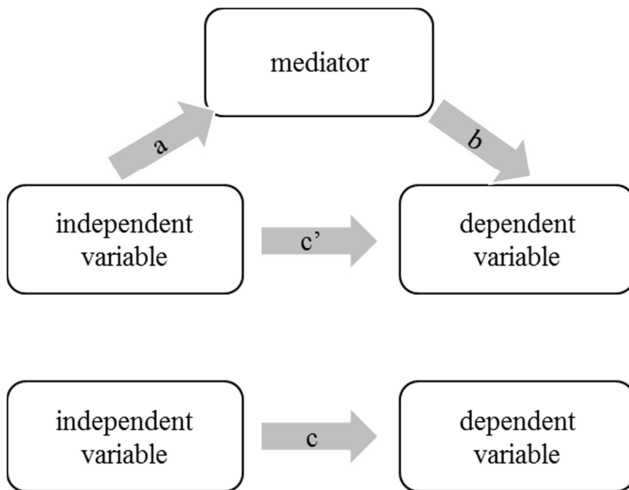 mediator
a
b
independent
variable
c’
dependent
variable
independent
variable
c
dependent
variable